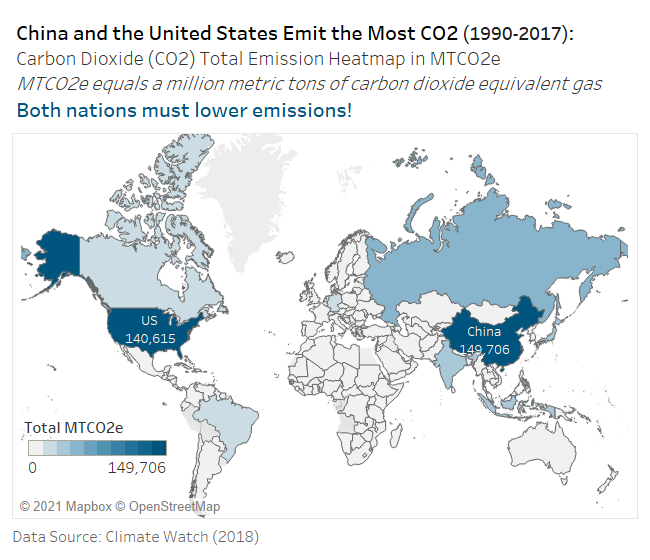 China and the United States Emit the Most CO2 (1990-2017):
Carbon Dioxide (CO2) Total Emission Heatmap in MTCO2e
MTCO2e equals a million metric tons of carbon dioxide equivalent gas
Both nations must lower emissions!
US
140,615
China
149,706
Total MTCO2e
0
149,706
© 2021 Mapbox © OpenStreetMap
Data Source: Climate Watch (2018)